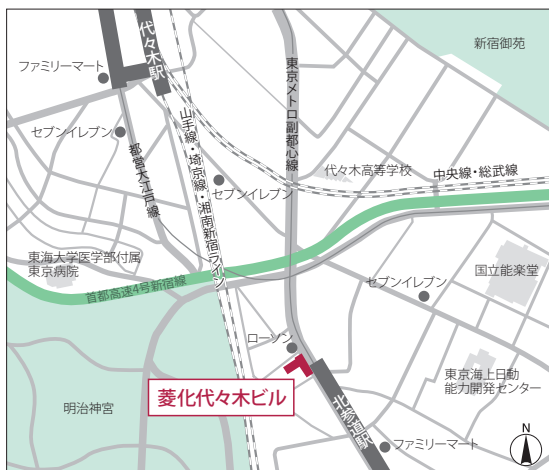 新宿御苑
代々木駅
ファミリーマート
東京メトロ副都心線
セブンイレブン
都営大江戸線
山手線・埼京線・湘南新宿ライン
セブンイレブン
代々木高等学校
中央線・総武線
東海大学医学部付属
東京病院
首都高速4号新宿線
国立能楽堂
セブンイレブン
ローソン
東京海上日動
能力開発センター
菱化代々木ビル
明治神宮
北参道駅
ファミリーマート
N